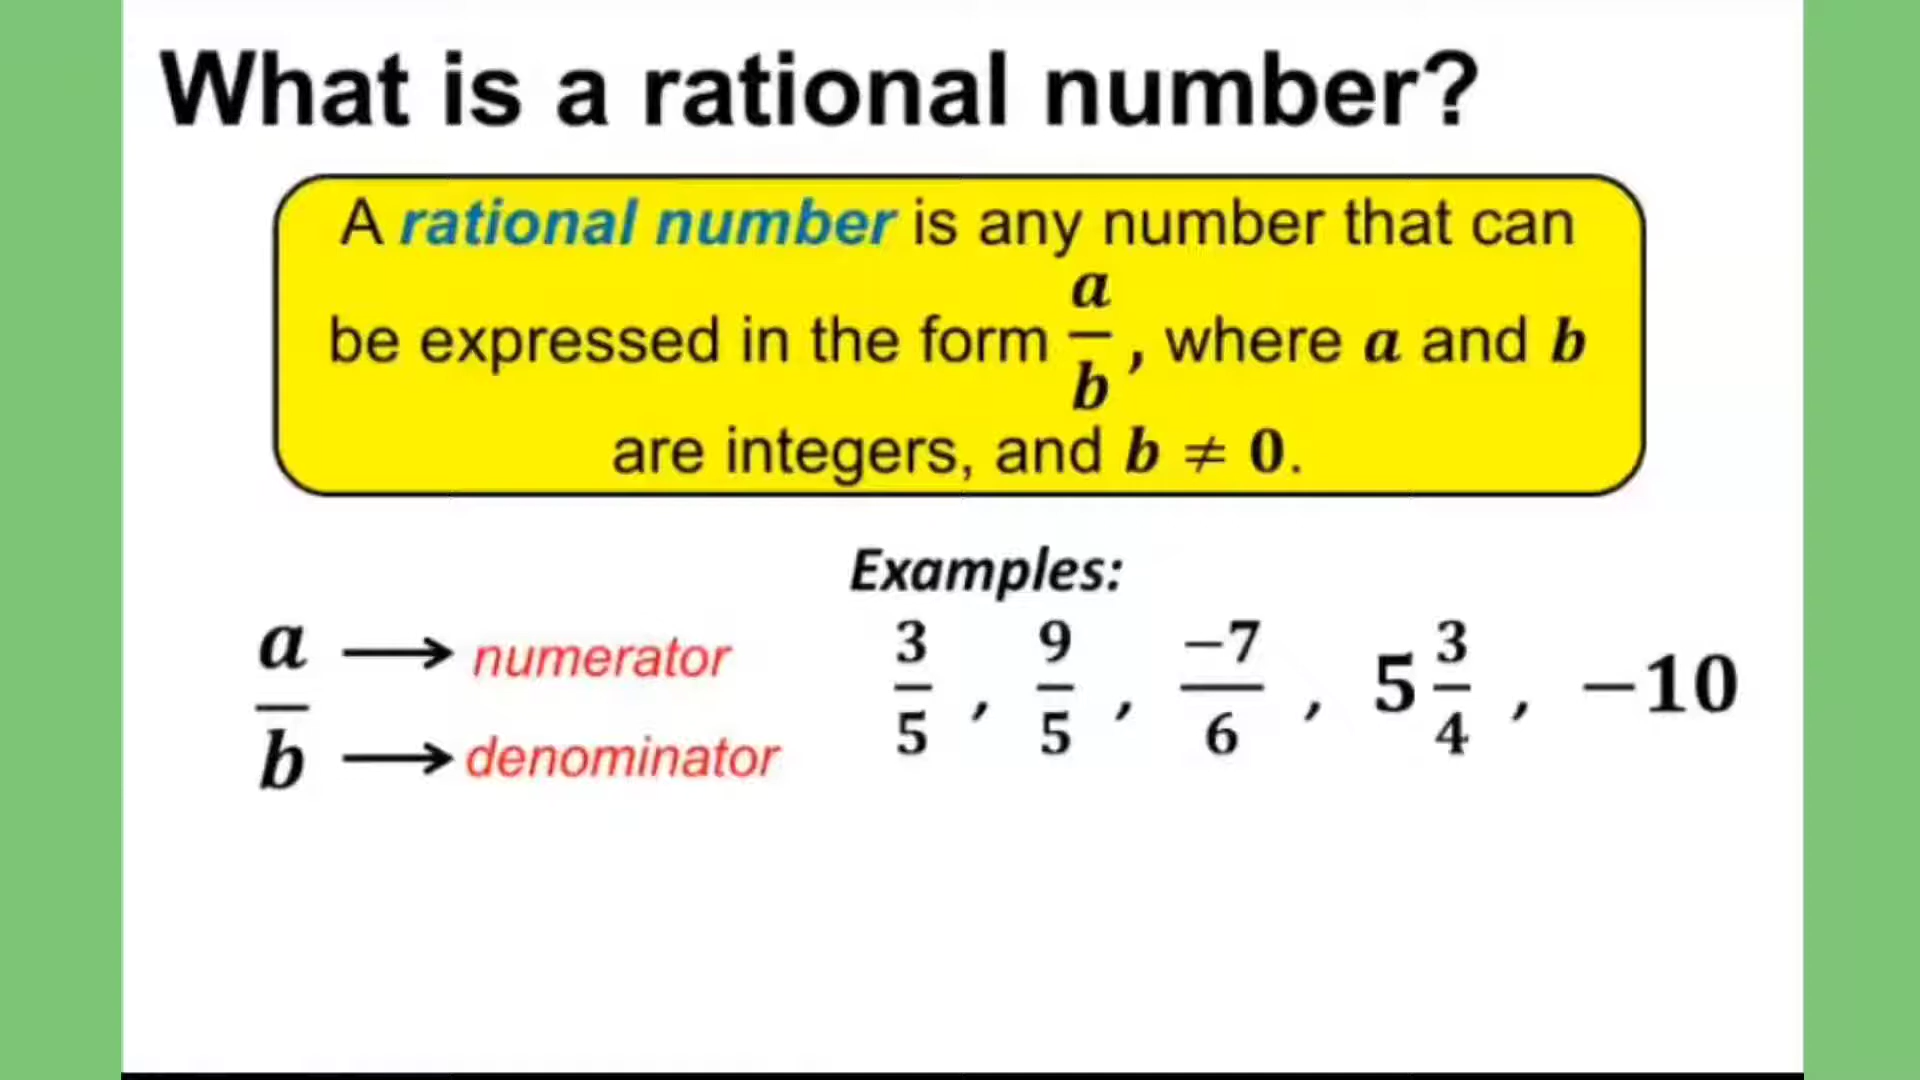 What is a rational number?
A rational number is any number that can
be expressed in the form a/b, where a and b
are integers, and b ≠ 0.
a → numerator
b → denominator
Examples:
3/5 , 9/5 , −7/6 , 5 3/4 , −10